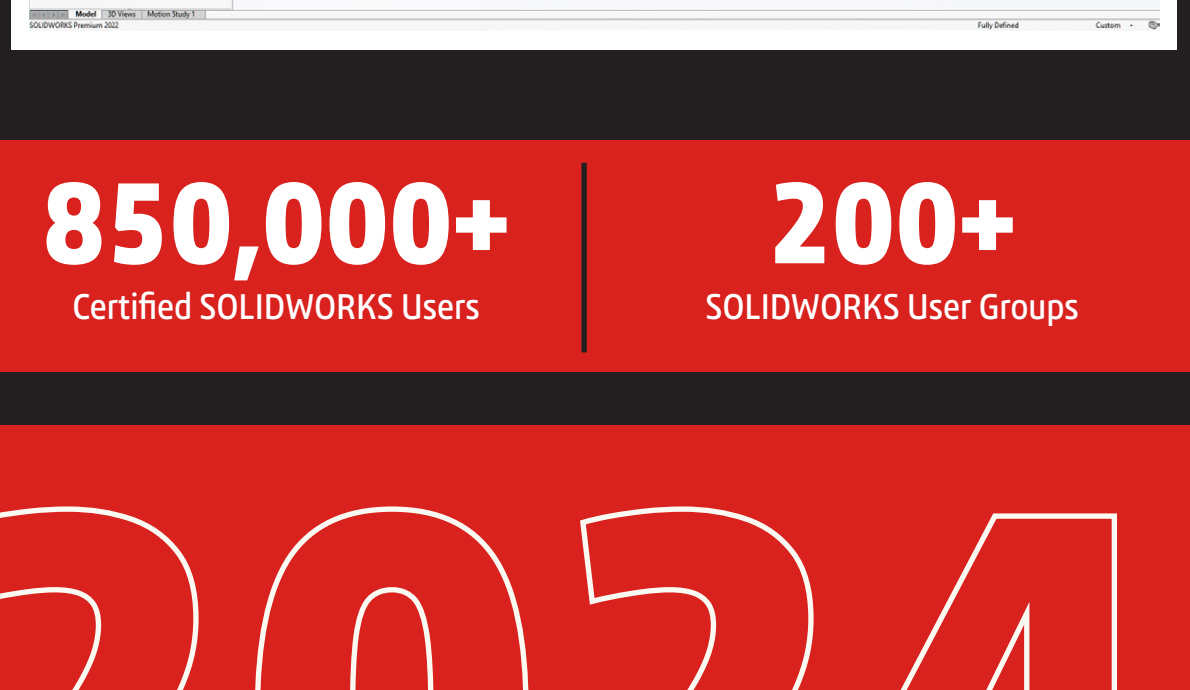 Model 3D Views Motion Study 1
SOLIDWORKS Premium 2022 Fully Defined Custom -
850,000+ 200+
Certified SOLIDWORKS Users SOLIDWORKS User Groups
2024